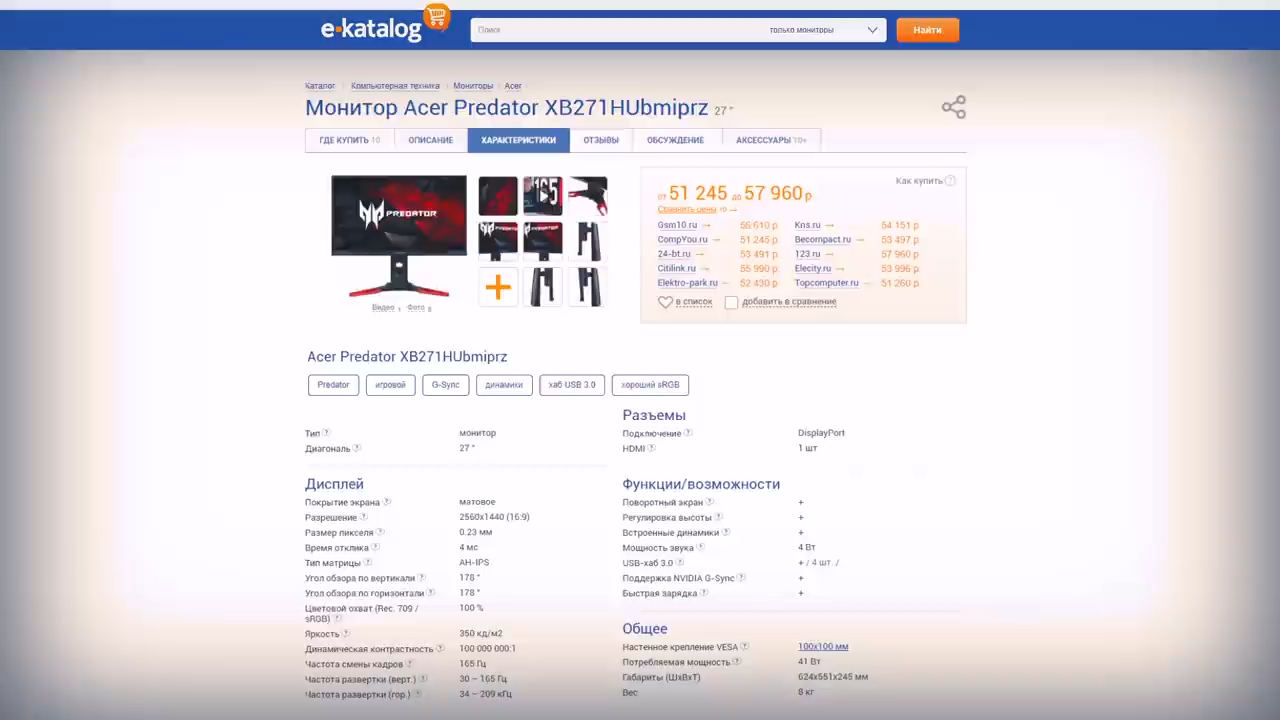 e-katalog
Поиск
только мониторы
Найти
Каталог
Компьютерная техника
Мониторы
Acer
Монитор Acer Predator XB271HUbmiprz 27 "
ГДЕ КУПИТЬ 10
ОПИСАНИЕ
ХАРАКТЕРИСТИКИ
ОТЗЫВЫ
ОБСУЖДЕНИЕ
АКСЕССУАРЫ 10+
PREDATOR
Видео 1 Фото 8
Как купить ?
от 51 245 до 57 960 р
Сравнить цены 10 →
Gsm10.ru → 55 610 р. Kns.ru → 54 151 р.
CompYou.ru → 51 245 р. Becompact.ru → 53 497 р.
24-bt.ru → 53 491 р. 123.ru → 57 960 р.
Citilink.ru → 55 990 р. Elecity.ru → 53 996 р.
Elektro-park.ru → 52 430 р. Topcomputer.ru → 51 260 р.
в список
добавить в сравнение
Acer Predator XB271HUbmiprz
Predator
игровой
G-Sync
динамики
хаб USB 3.0
хороший sRGB
Тип ? монитор
Диагональ ? 27 "
Дисплей
Покрытие экрана ? матовое
Разрешение ? 2560x1440 (16:9)
Размер пикселя ? 0.23 мм
Время отклика ? 4 мс
Тип матрицы ? AH-IPS
Угол обзора по вертикали ? 178 °
Угол обзора по горизонтали ? 178 °
Цветовой охват (Rec. 709 / 100 %
sRGB) ?
Яркость ? 350 кд/м2
Динамическая контрастность ? 100 000 000:1
Частота смены кадров ? 165 Гц
Частота развертки (верт.) ? 30 – 165 Гц
Частота развертки (гор.) ? 34 – 209 кГц
Разъемы
Подключение ? DisplayPort
HDMI ? 1 шт
Функции/возможности
Поворотный экран ? +
Регулировка высоты ? +
Встроенные динамики ? +
Мощность звука ? 4 Вт
USB-хаб 3.0 ? + / 4 шт. /
Поддержка NVIDIA G-Sync ? +
Быстрая зарядка ? +
Общее
Настенное крепление VESA ? 100x100 мм
Потребляемая мощность ? 41 Вт
Габариты (ШхВхТ) 624x551x245 мм
Вес 8 кг